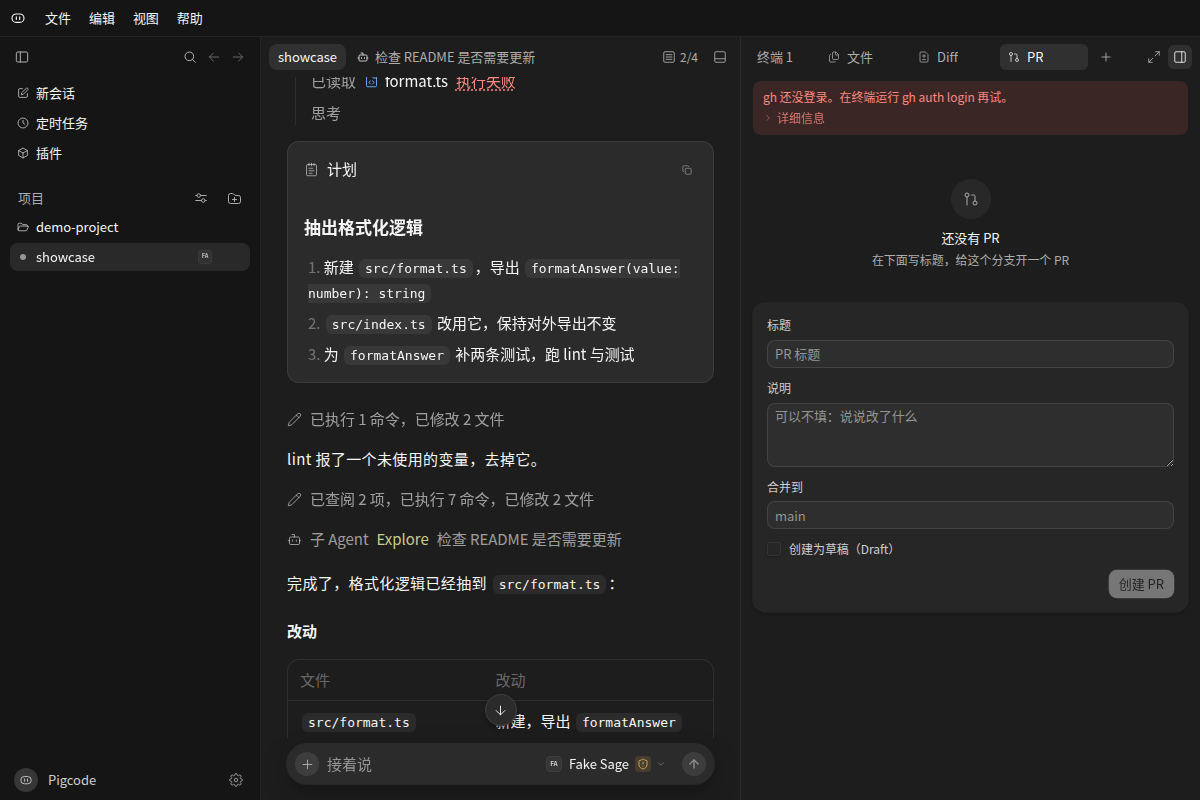 文件 编辑 视图 帮助
新会话
定时任务
插件
项目
demo-project
showcase FA
Pigcode
showcase 检查 README 是否需要更新 2/4
已读取 format.ts 执行失败
思考
计划
抽出格式化逻辑
1. 新建 src/format.ts ，导出 formatAnswer(value:
number): string
2. src/index.ts 改用它，保持对外导出不变
3. 为 formatAnswer 补两条测试，跑 lint 与测试
已执行 1 命令，已修改 2 文件
lint 报了一个未使用的变量，去掉它。
已查阅 2 项，已执行 7 命令，已修改 2 文件
子 Agent Explore 检查 README 是否需要更新
完成了，格式化逻辑已经抽到 src/format.ts ：
改动
文件 改动
src/format.ts 新建，导出 formatAnswer
接着说 FA Fake Sage
终端 1 文件 Diff PR
gh 还没登录。在终端运行 gh auth login 再试。
详细信息
还没有 PR
在下面写标题，给这个分支开一个 PR
标题
PR 标题
说明
可以不填：说说改了什么
合并到
main
创建为草稿（Draft）
创建 PR